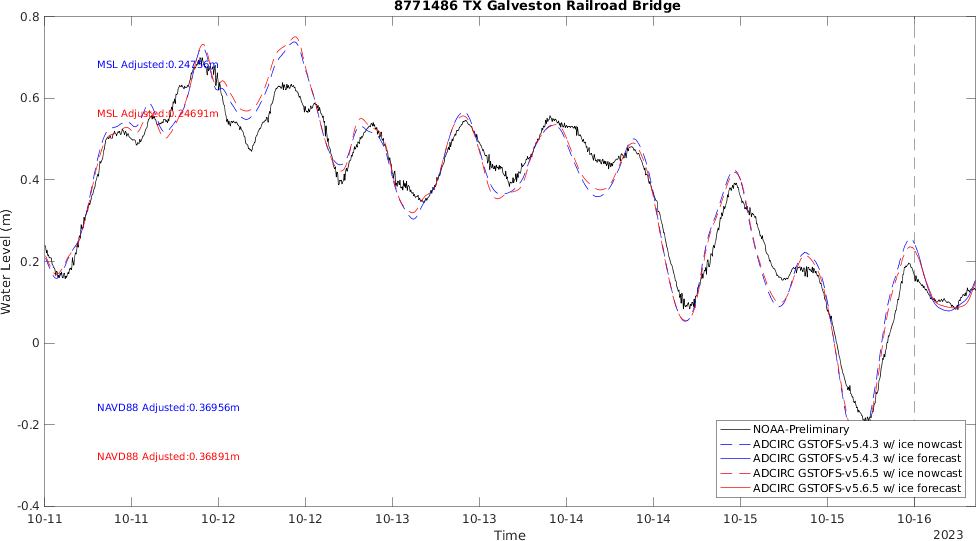 8771486 TX Galveston Railroad Bridge
0.8
0.6
0.4
0.2
0
-0.2
-0.4
Water Level (m)
MSL Adjusted:0.24736m
MSL Adjusted:0.24691m
NAVD88 Adjusted:0.36956m
NAVD88 Adjusted:0.36891m
NOAA-Preliminary
ADCIRC GSTOFS-v5.4.3 w/ ice nowcast
ADCIRC GSTOFS-v5.4.3 w/ ice forecast
ADCIRC GSTOFS-v5.6.5 w/ ice nowcast
ADCIRC GSTOFS-v5.6.5 w/ ice forecast
10-11 10-11 10-12 10-12 10-13 10-13 10-14 10-14 10-15 10-15 10-16
Time
2023